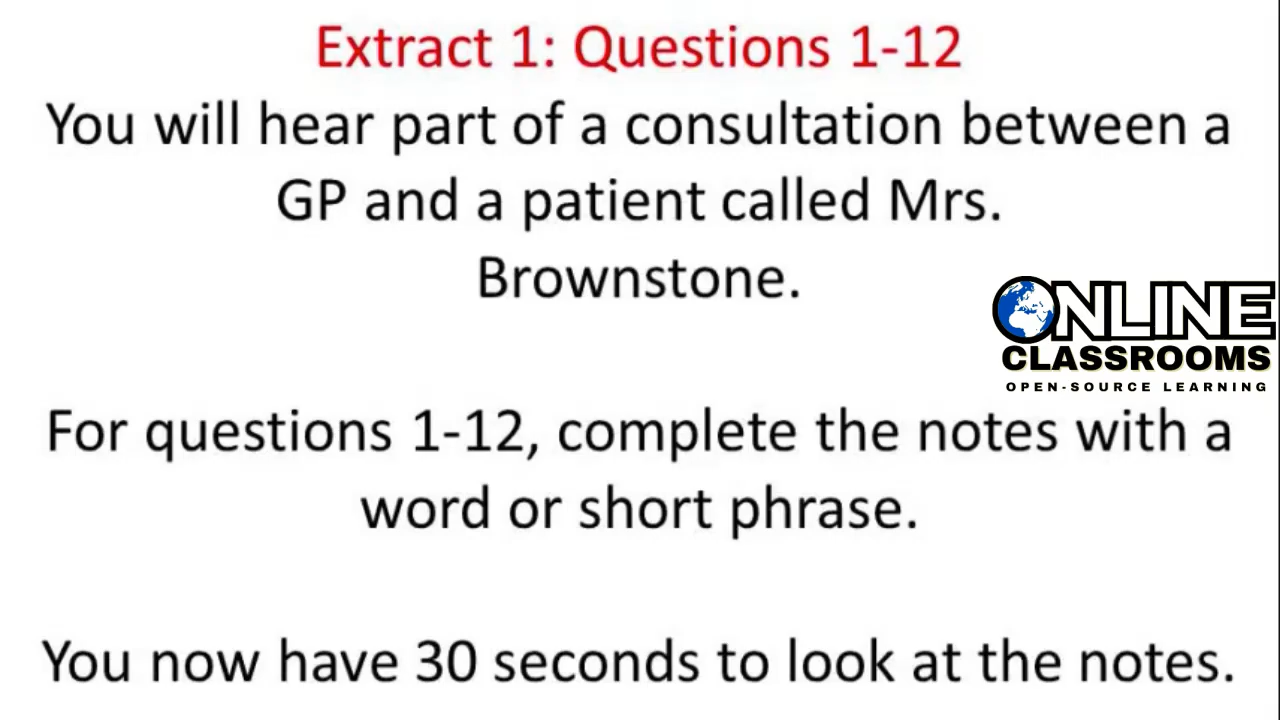 Extract 1: Questions 1-12
You will hear part of a consultation between a
GP and a patient called Mrs.
Brownstone.
ONLINE
CLASSROOMS
OPEN-SOURCE LEARNING
For questions 1-12, complete the notes with a
word or short phrase.
You now have 30 seconds to look at the notes.